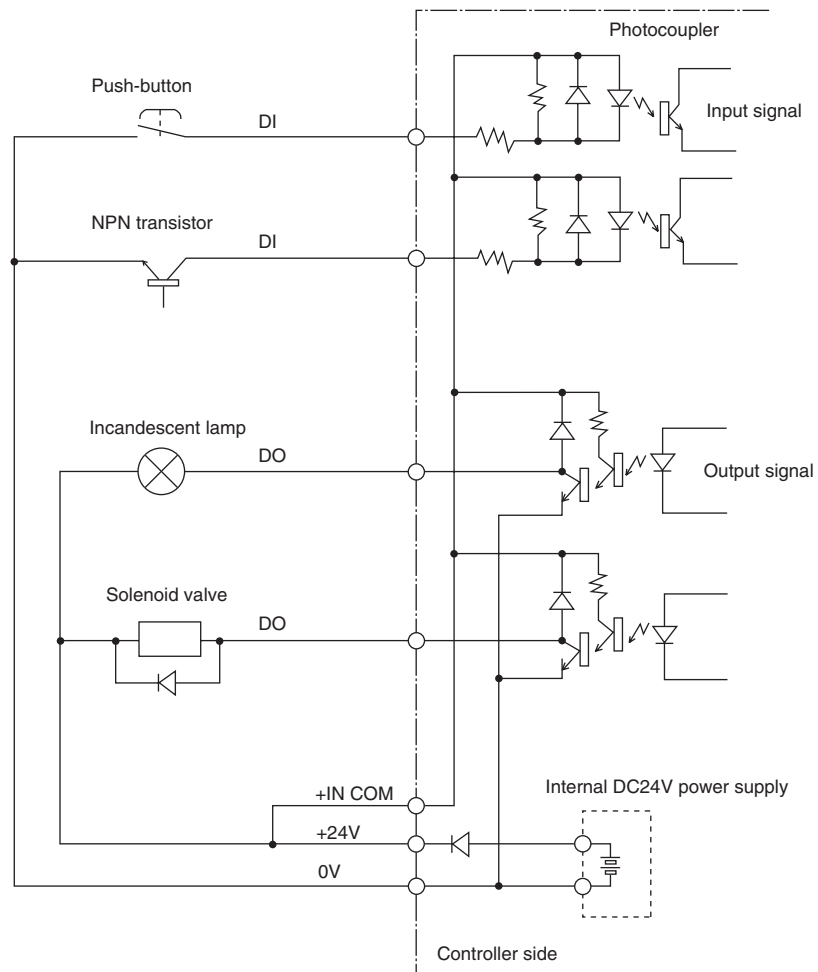 Photocoupler
Push-button
DI
Input signal
NPN transistor
DI
Incandescent lamp
DO
Output signal
Solenoid valve
DO
Internal DC24V power supply
+IN COM
+24V
0V
Controller side